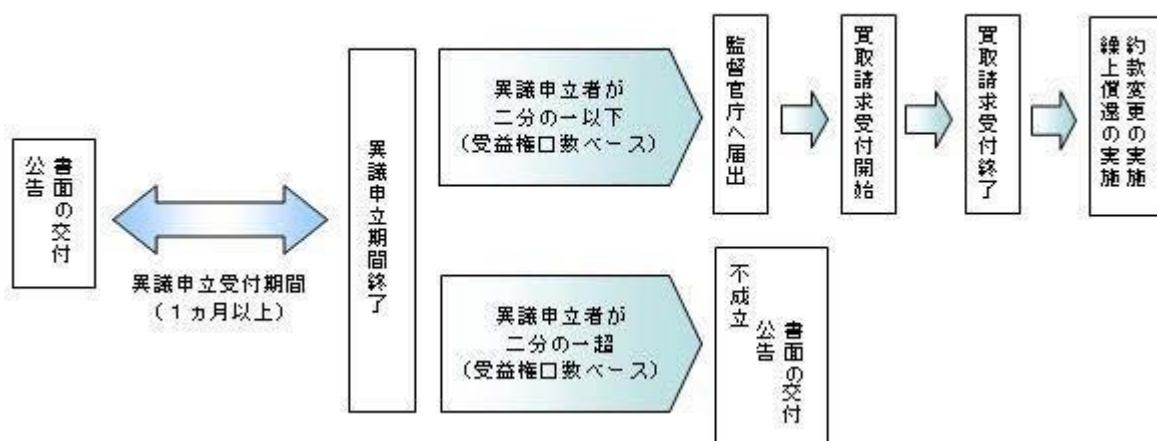 公告
書面の交付
異議申立受付期間
（１ヵ月以上）
異議申立期間終了
異議申立者が
二分の一以下
（受益権口数ベース）
監督官庁へ届出
買取請求受付開始
買取請求受付終了
約款変更の実施
繰上償還の実施
異議申立者が
二分の一超
（受益権口数ベース）
不成立
公告
書面の交付